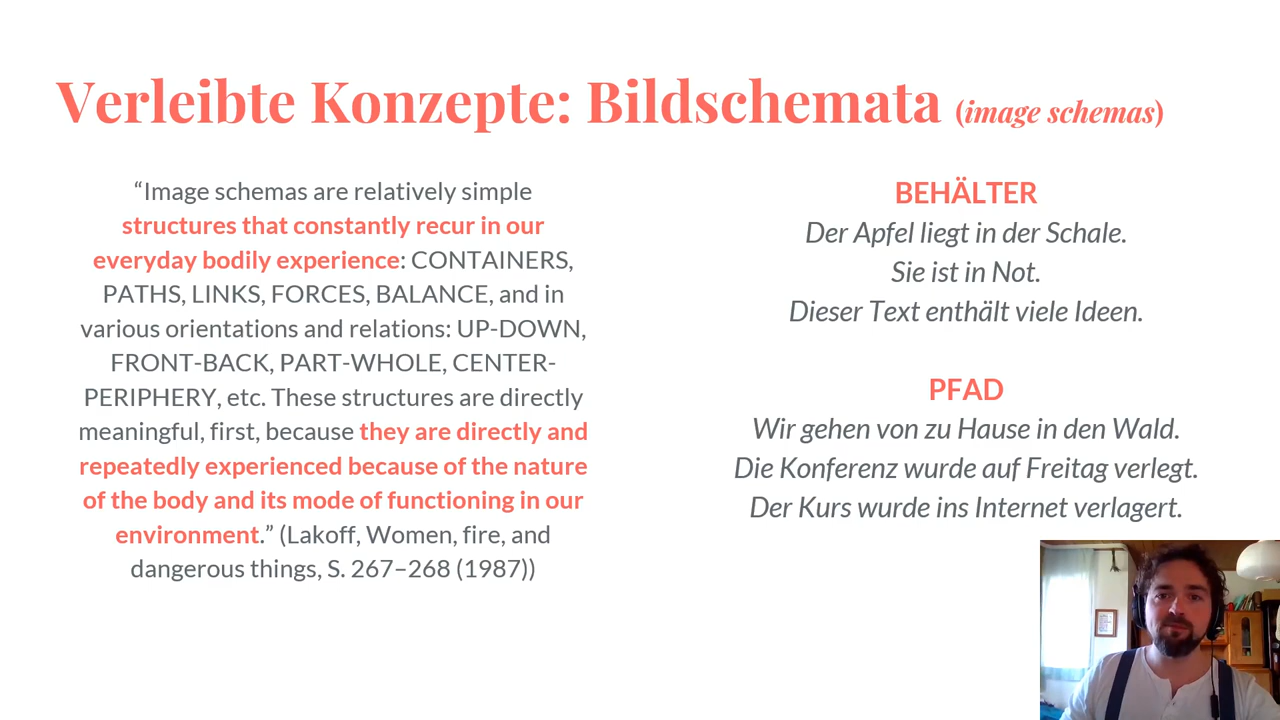 Verleibte Konzepte: Bildschemata (image schemas)
“Image schemas are relatively simple
structures that constantly recur in our
everyday bodily experience: CONTAINERS,
PATHS, LINKS, FORCES, BALANCE, and in
various orientations and relations: UP-DOWN,
FRONT-BACK, PART-WHOLE, CENTER-
PERIPHERY, etc. These structures are directly
meaningful, first, because they are directly and
repeatedly experienced because of the nature
of the body and its mode of functioning in our
environment.” (Lakoff, Women, fire, and
dangerous things, S. 267–268 (1987))
BEHÄLTER
Der Apfel liegt in der Schale.
Sie ist in Not.
Dieser Text enthält viele Ideen.
PFAD
Wir gehen von zu Hause in den Wald.
Die Konferenz wurde auf Freitag verlegt.
Der Kurs wurde ins Internet verlagert.